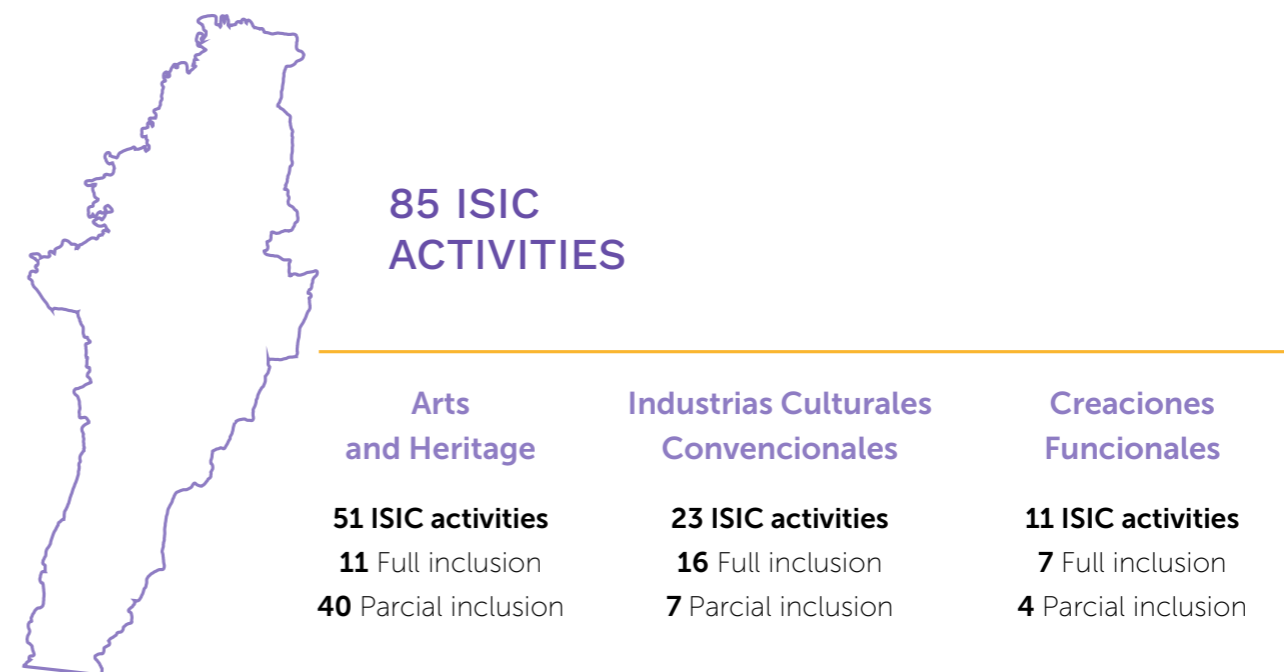 85 ISIC
ACTIVITIES
Arts
and Heritage
51 ISIC activities
11 Full inclusion
40 Parcial inclusion
Industrias Culturales
Convencionales
23 ISIC activities
16 Full inclusion
7 Parcial inclusion
Creaciones
Funcionales
11 ISIC activities
7 Full inclusion
4 Parcial inclusion